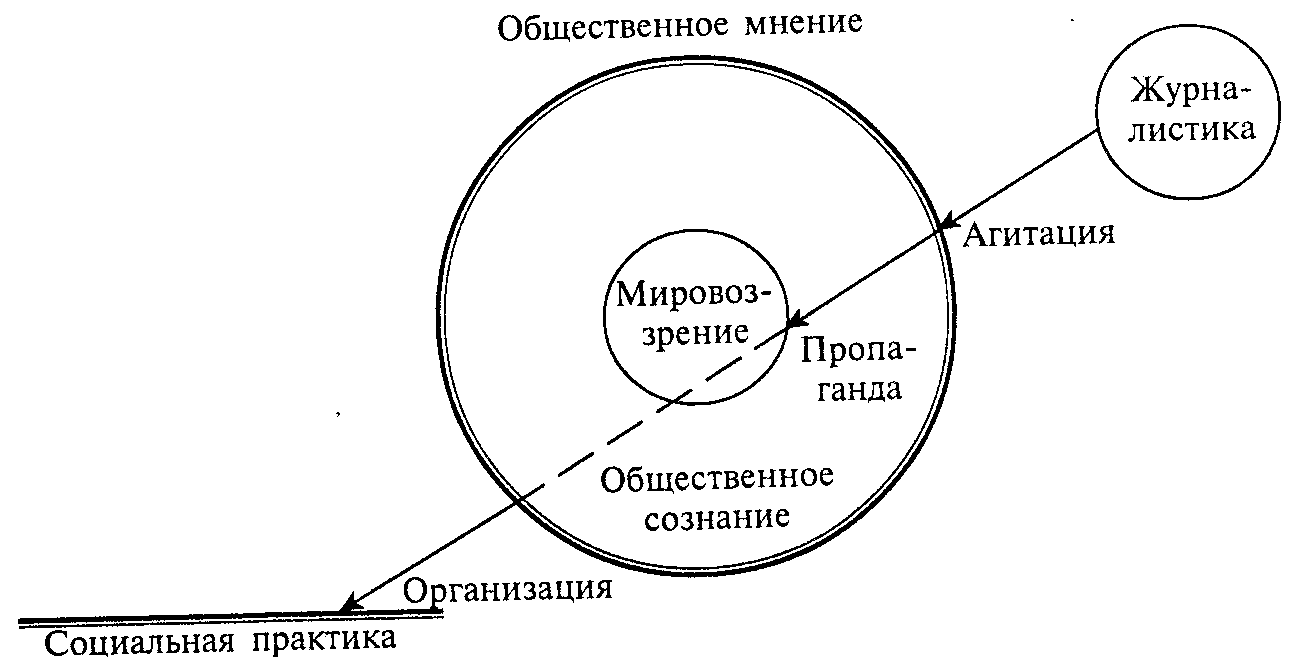 Общественное мнение
Журна-
листика
Агитация
Мировоз-
зрение
Пропа-
ганда
Общественное
сознание
Организация
Социальная практика